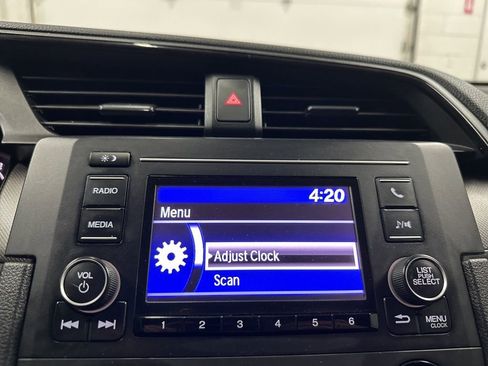 4:20
RADIO
Menu
MEDIA
Adjust Clock
VOL
LIST
PUSH
SELECT
Scan
MENU
CLOCK
1 2 3 4 5 6